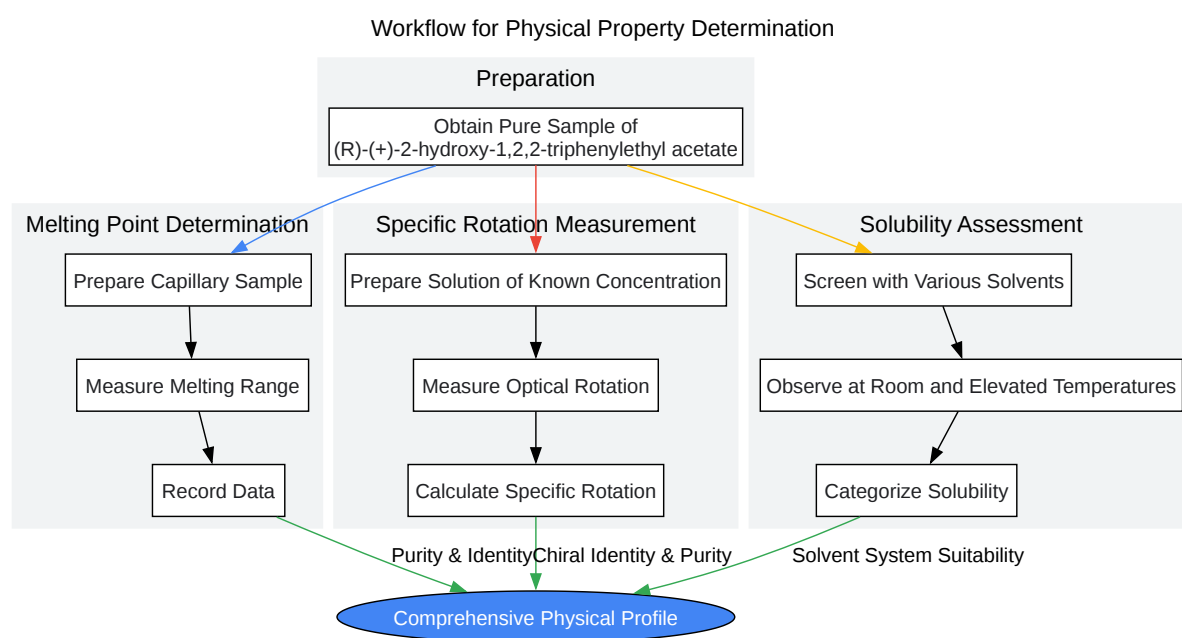 Workflow for Physical Property Determination
Preparation
Obtain Pure Sample of
(R)-(+)-2-hydroxy-1,2,2-triphenylethyl acetate
Melting Point Determination
Specific Rotation Measurement
Solubility Assessment
Prepare Capillary Sample
Prepare Solution of Known Concentration
Screen with Various Solvents
Measure Melting Range
Measure Optical Rotation
Observe at Room and Elevated Temperatures
Record Data
Calculate Specific Rotation
Categorize Solubility
Purity & Identity
Chiral Identity & Purity
Solvent System Suitability
Comprehensive Physical Profile